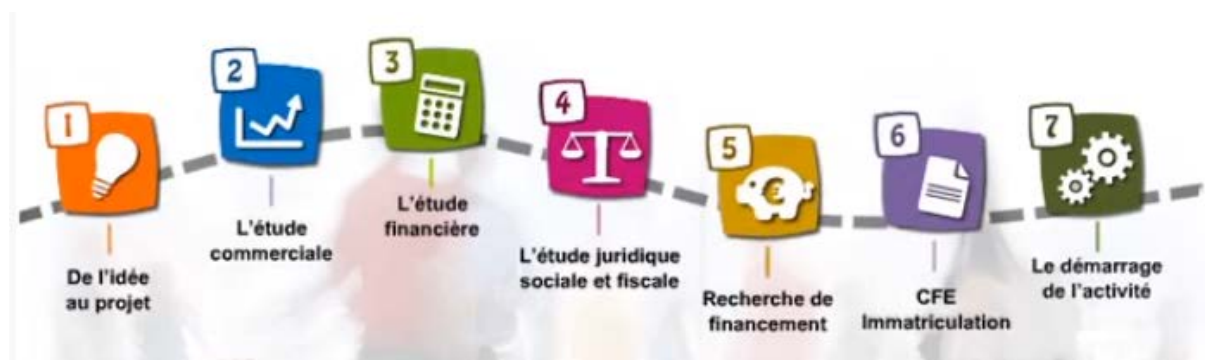 1
De l'idée
au projet
2
L'étude
commerciale
3
L'étude
financière
4
L'étude juridique
sociale et fiscale
5
€
Recherche de
financement
6
CFE
Immatriculation
7
Le démarrage
de l'activité